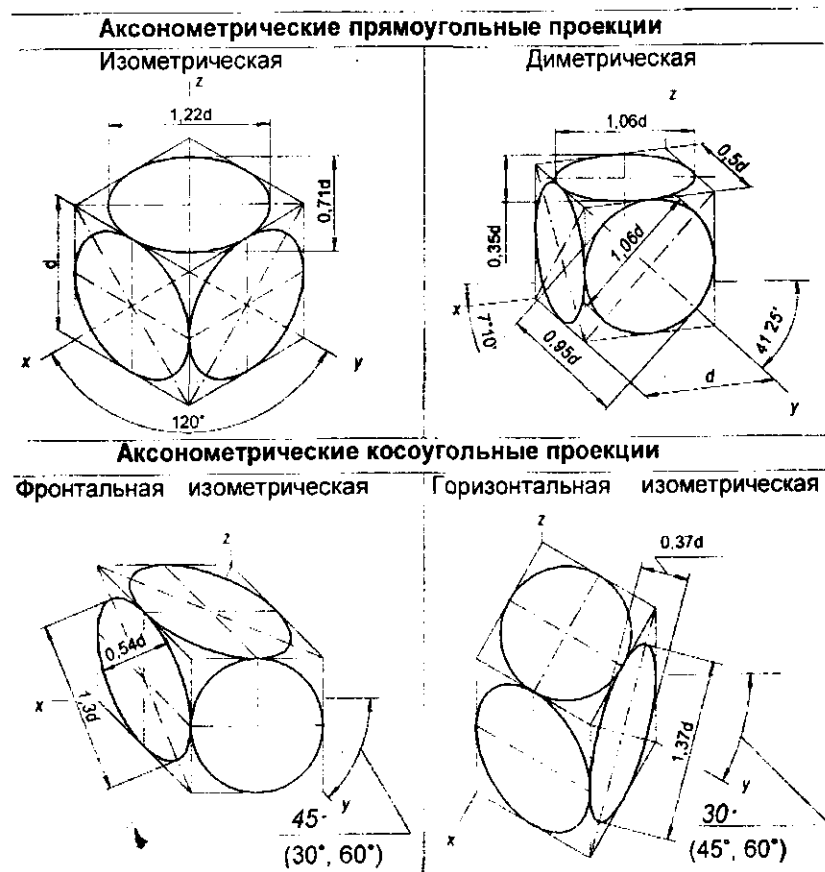 Аксонометрические прямоугольные проекции
Изометрическая
Диметрическая
z
1,22d
0,71d
d
x
y
120°
z
1,06d
0,5d
0,35d
1,06d
x
7°10'
0,95d
d
41°25'
y
Аксонометрические косоугольные проекции
Фронтальная изометрическая
Горизонтальная изометрическая
z
0,54d
1,3d
x
y
45°
(30°, 60°)
z
0,37d
1,37d
x
y
30°
(45°, 60°)